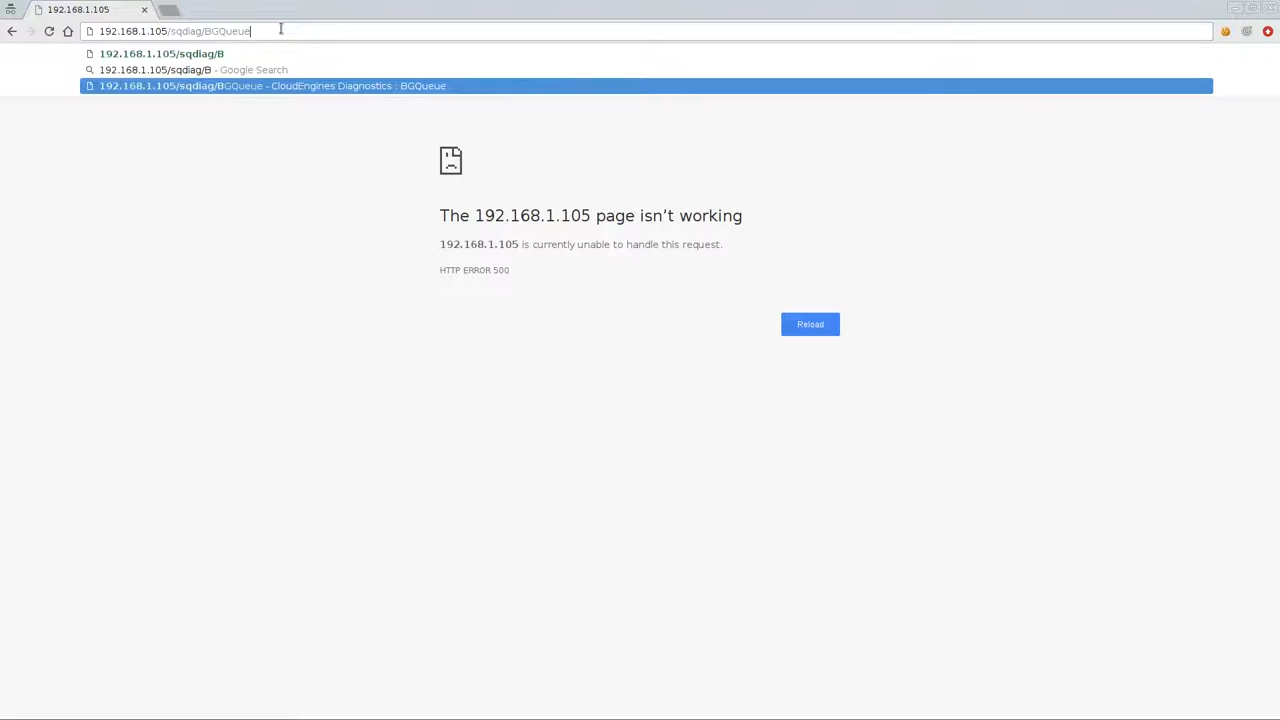 192.168.1.105
192.168.1.105/sqdiag/BGQueue
192.168.1.105/sqdiag/B
192.168.1.105/sqdiag/B - Google Search
192.168.1.105/sqdiag/BGQueue - CloudEngines Diagnostics : BGQueue
The 192.168.1.105 page isn't working
192.168.1.105 is currently unable to handle this request.
HTTP ERROR 500
Reload